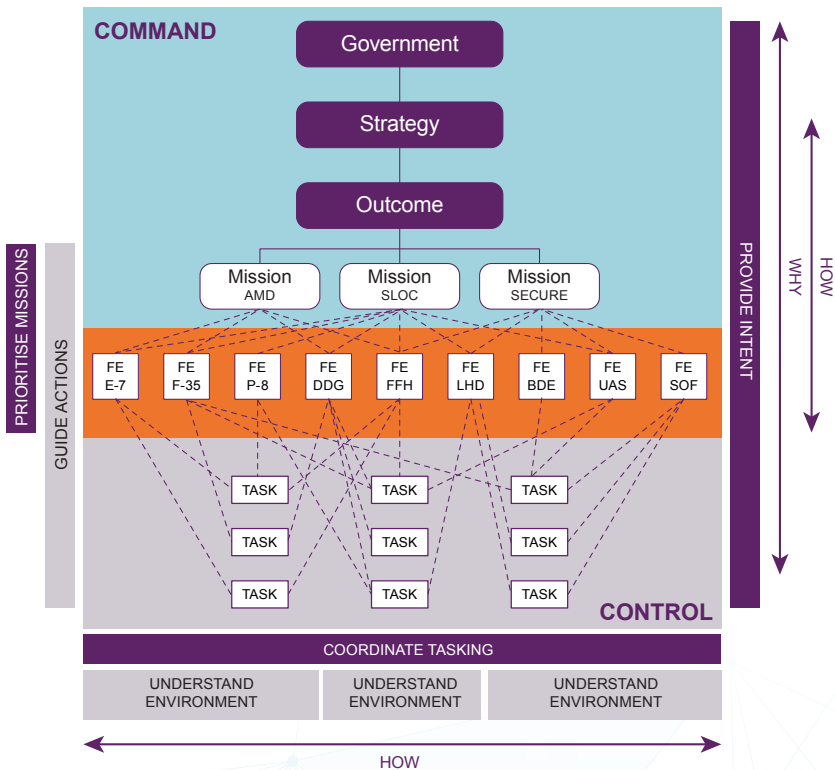 COMMAND
Government
Strategy
Outcome
Mission
AMD
Mission
SLOC
Mission
SECURE
PRIORITISE MISSIONS
GUIDE ACTIONS
FE
E-7
FE
F-35
FE
P-8
FE
DDG
FE
FFH
FE
LHD
FE
BDE
FE
UAS
FE
SOF
TASK
TASK
TASK
TASK
TASK
TASK
TASK
TASK
TASK
CONTROL
PROVIDE INTENT
WHY
HOW
COORDINATE TASKING
UNDERSTAND
ENVIRONMENT
UNDERSTAND
ENVIRONMENT
UNDERSTAND
ENVIRONMENT
HOW